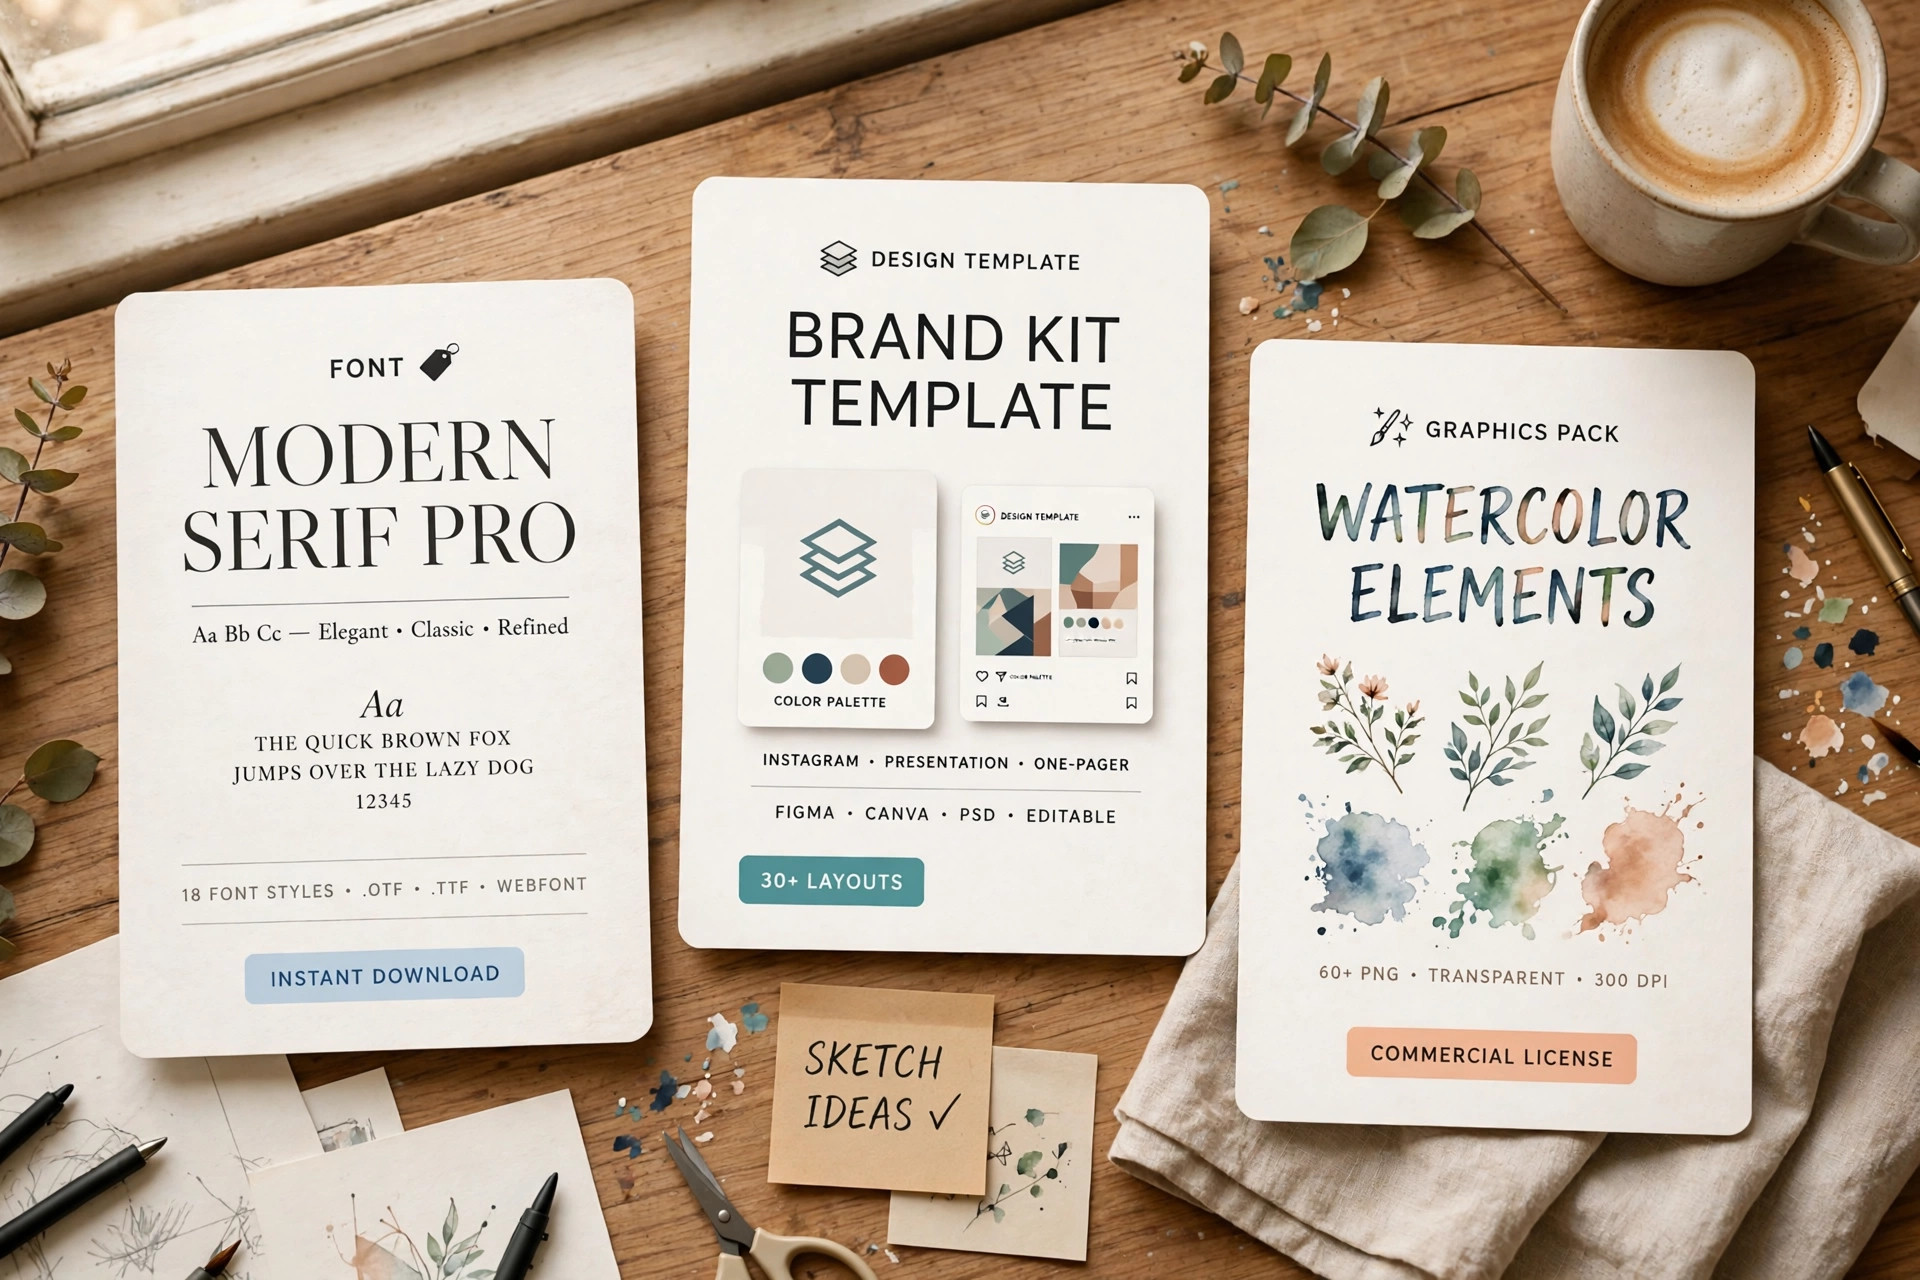 FONT
MODERN
SERIF PRO
Aa Bb Cc — Elegant • Classic • Refined
Aa
THE QUICK BROWN FOX
JUMPS OVER THE LAZY DOG
12345
18 FONT STYLES • .OTF • .TTF • WEBFONT
INSTANT DOWNLOAD
DESIGN TEMPLATE
BRAND KIT
TEMPLATE
COLOR PALETTE
DESIGN TEMPLATE
COLOR PALETTE
INSTAGRAM • PRESENTATION • ONE-PAGER
FIGMA • CANVA • PSD • EDITABLE
30+ LAYOUTS
GRAPHICS PACK
WATERCOLOR
ELEMENTS
60+ PNG • TRANSPARENT • 300 DPI
COMMERCIAL LICENSE
SKETCH
IDEAS ✓